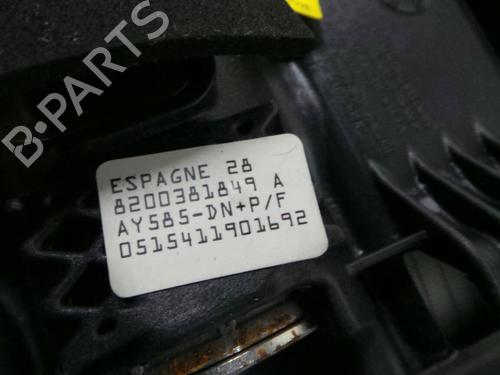 B-PARTS
ESPAGNE 28
8200381849 A
AY585-DN+P/F
0515411901692